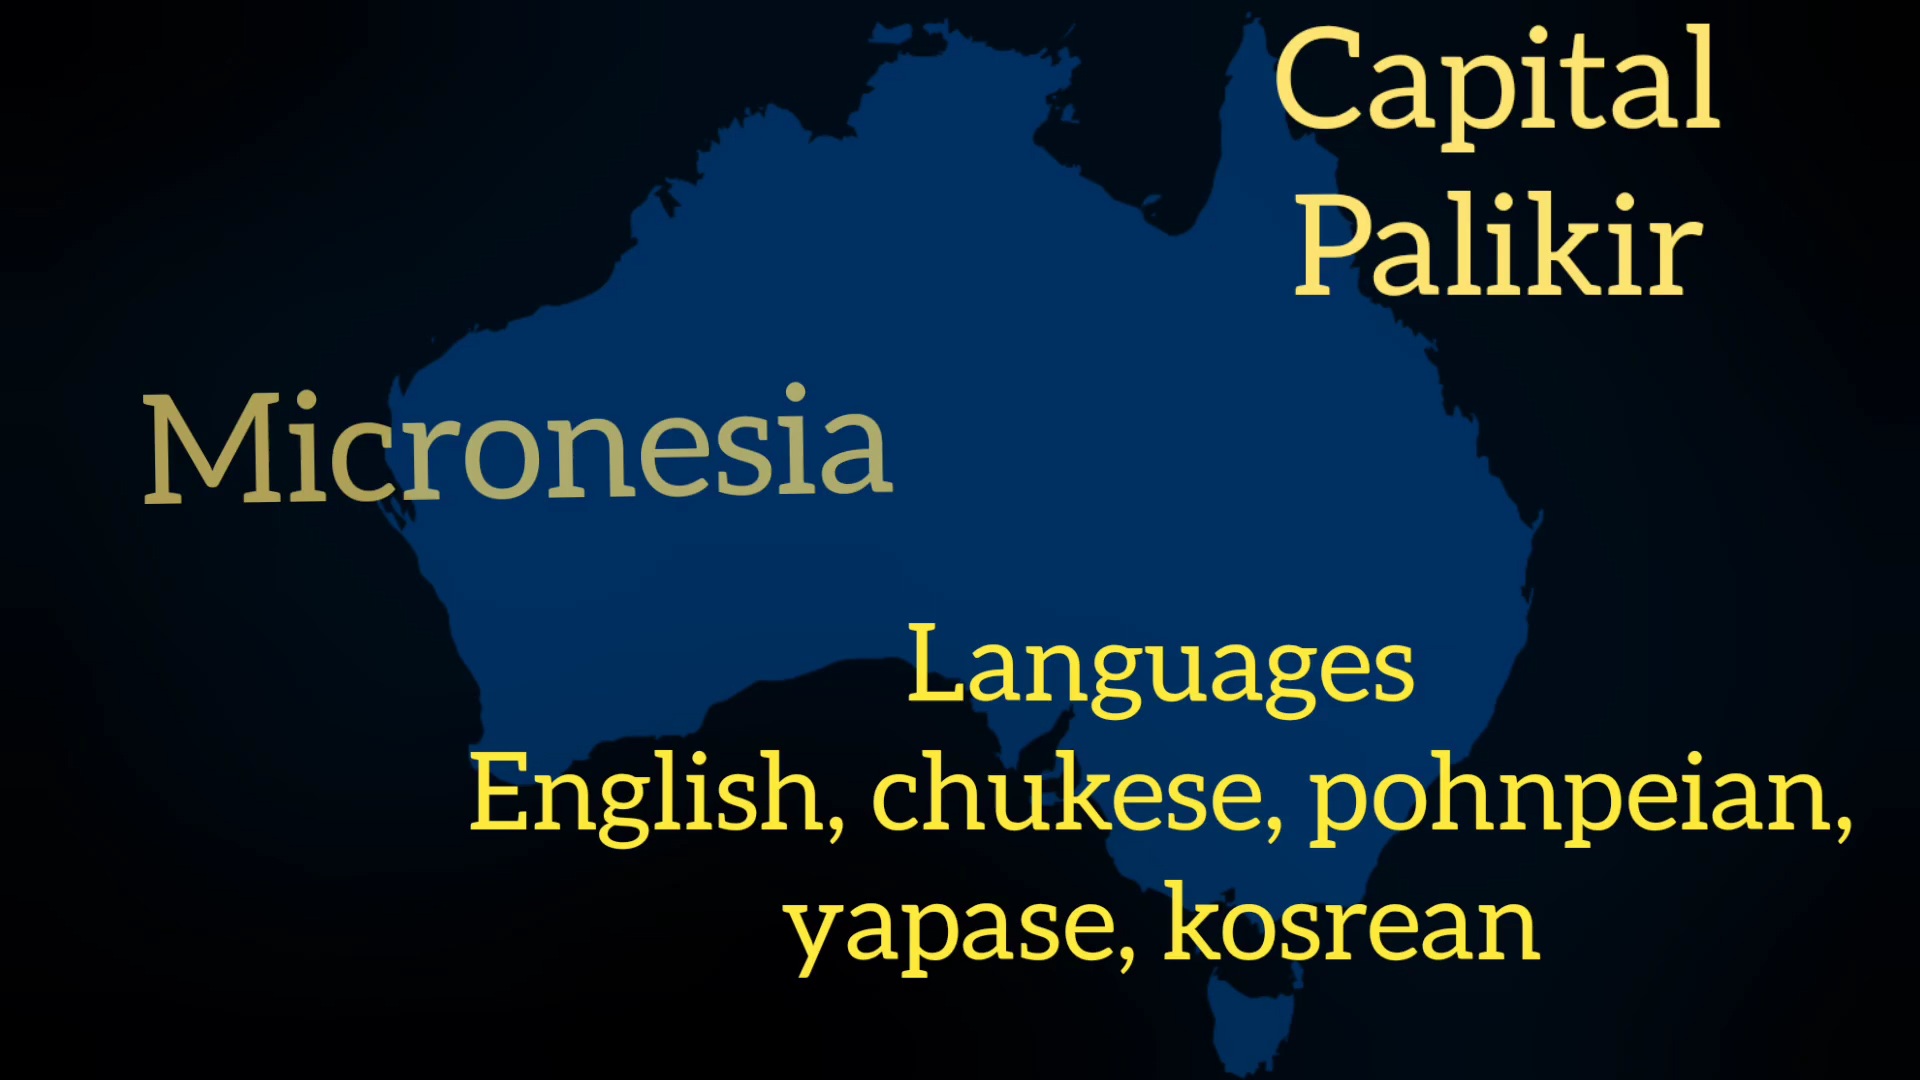 Capital
Palikir
Micronesia
Languages
English, chukese, pohnpeian,
yapase, kosrean